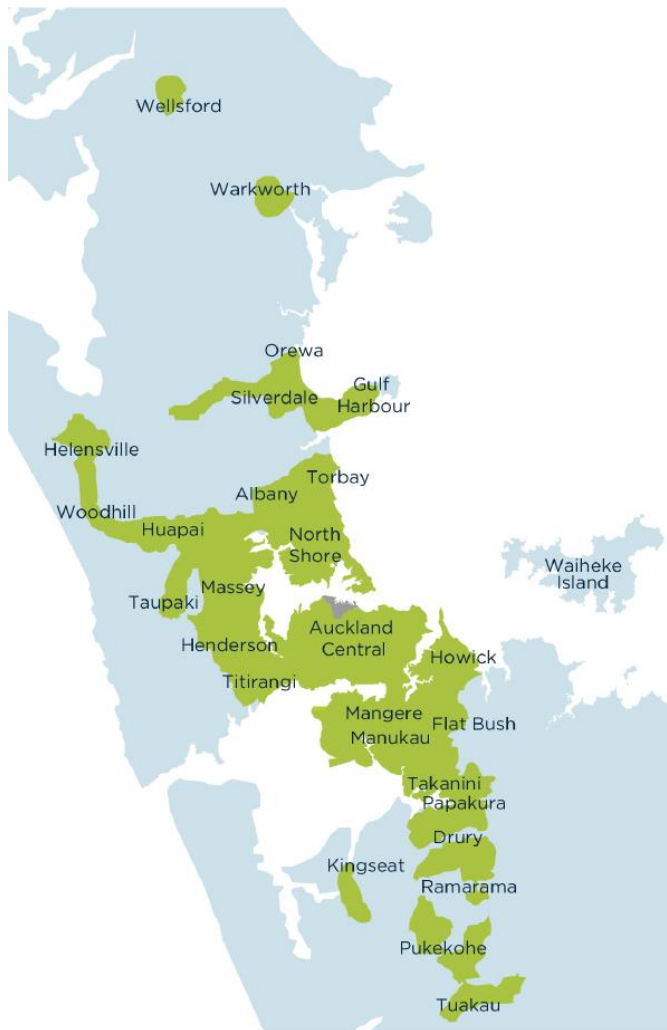 Wellsford
Warkworth
Orewa
Gulf
Harbour
Silverdale
Helensville
Torbay
Albany
Woodhill
Huapai
North
Shore
Waiheke
Island
Massey
Taupaki
Auckland
Central
Henderson
Howick
Titirangi
Mangere
Flat Bush
Manukau
Takanini
Papakura
Drury
Kingseat
Ramarama
Pukekohe
Tuakau